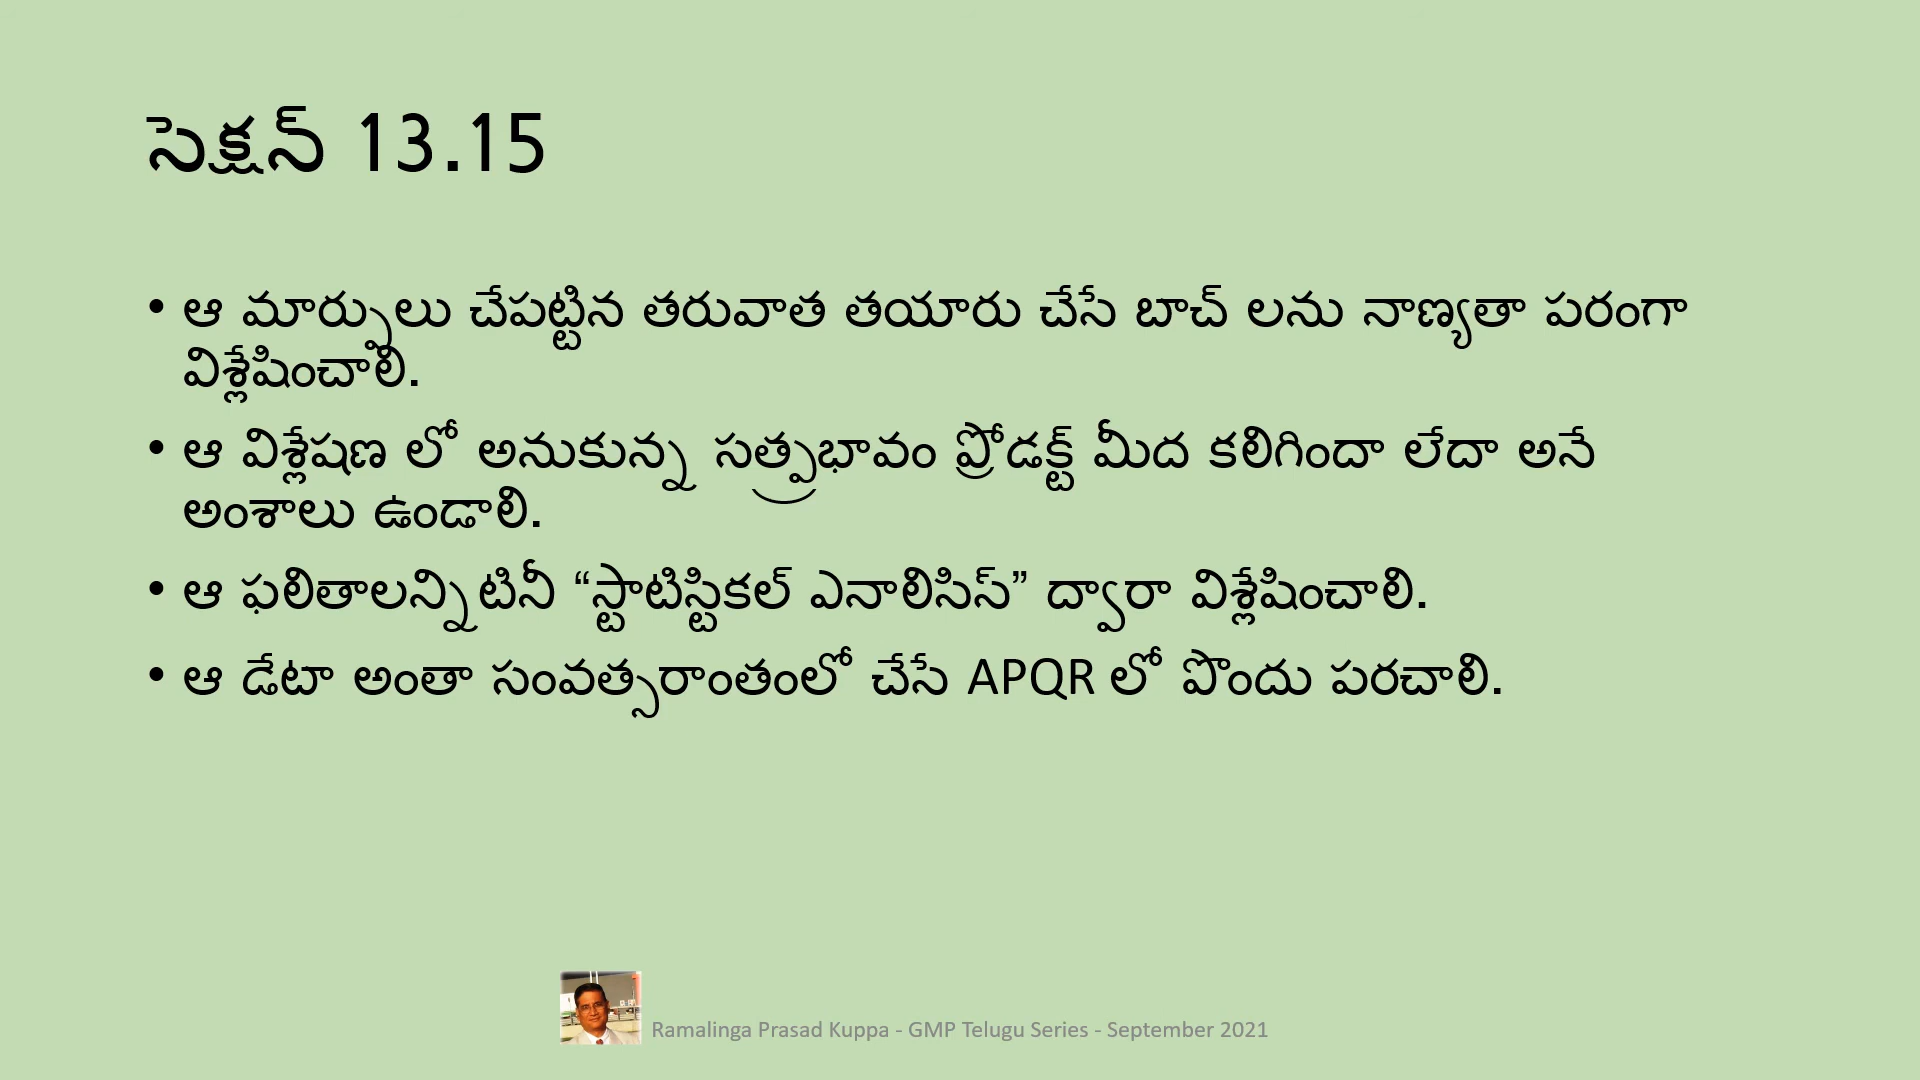 సెక్షన్ 13.15
• ఆ మార్పులు చేపట్టిన తరువాత తయారు చేసే బాచ్ లను నాణ్యతా పరంగా
విశ్లేషించాలి.
• ఆ విశ్లేషణ లో అనుకున్న సత్ప్రభావం ప్రోడక్ట్ మీద కలిగిందా లేదా అనే
అంశాలు ఉండాలి.
• ఆ ఫలితాలన్నిటినీ “స్టాటిస్టికల్ ఎనాలిసిస్” ద్వారా విశ్లేషించాలి.
• ఆ డేటా అంతా సంవత్సరాంతంలో చేసే APQR లో పొందు పరచాలి.
Ramalinga Prasad Kuppa - GMP Telugu Series - September 2021